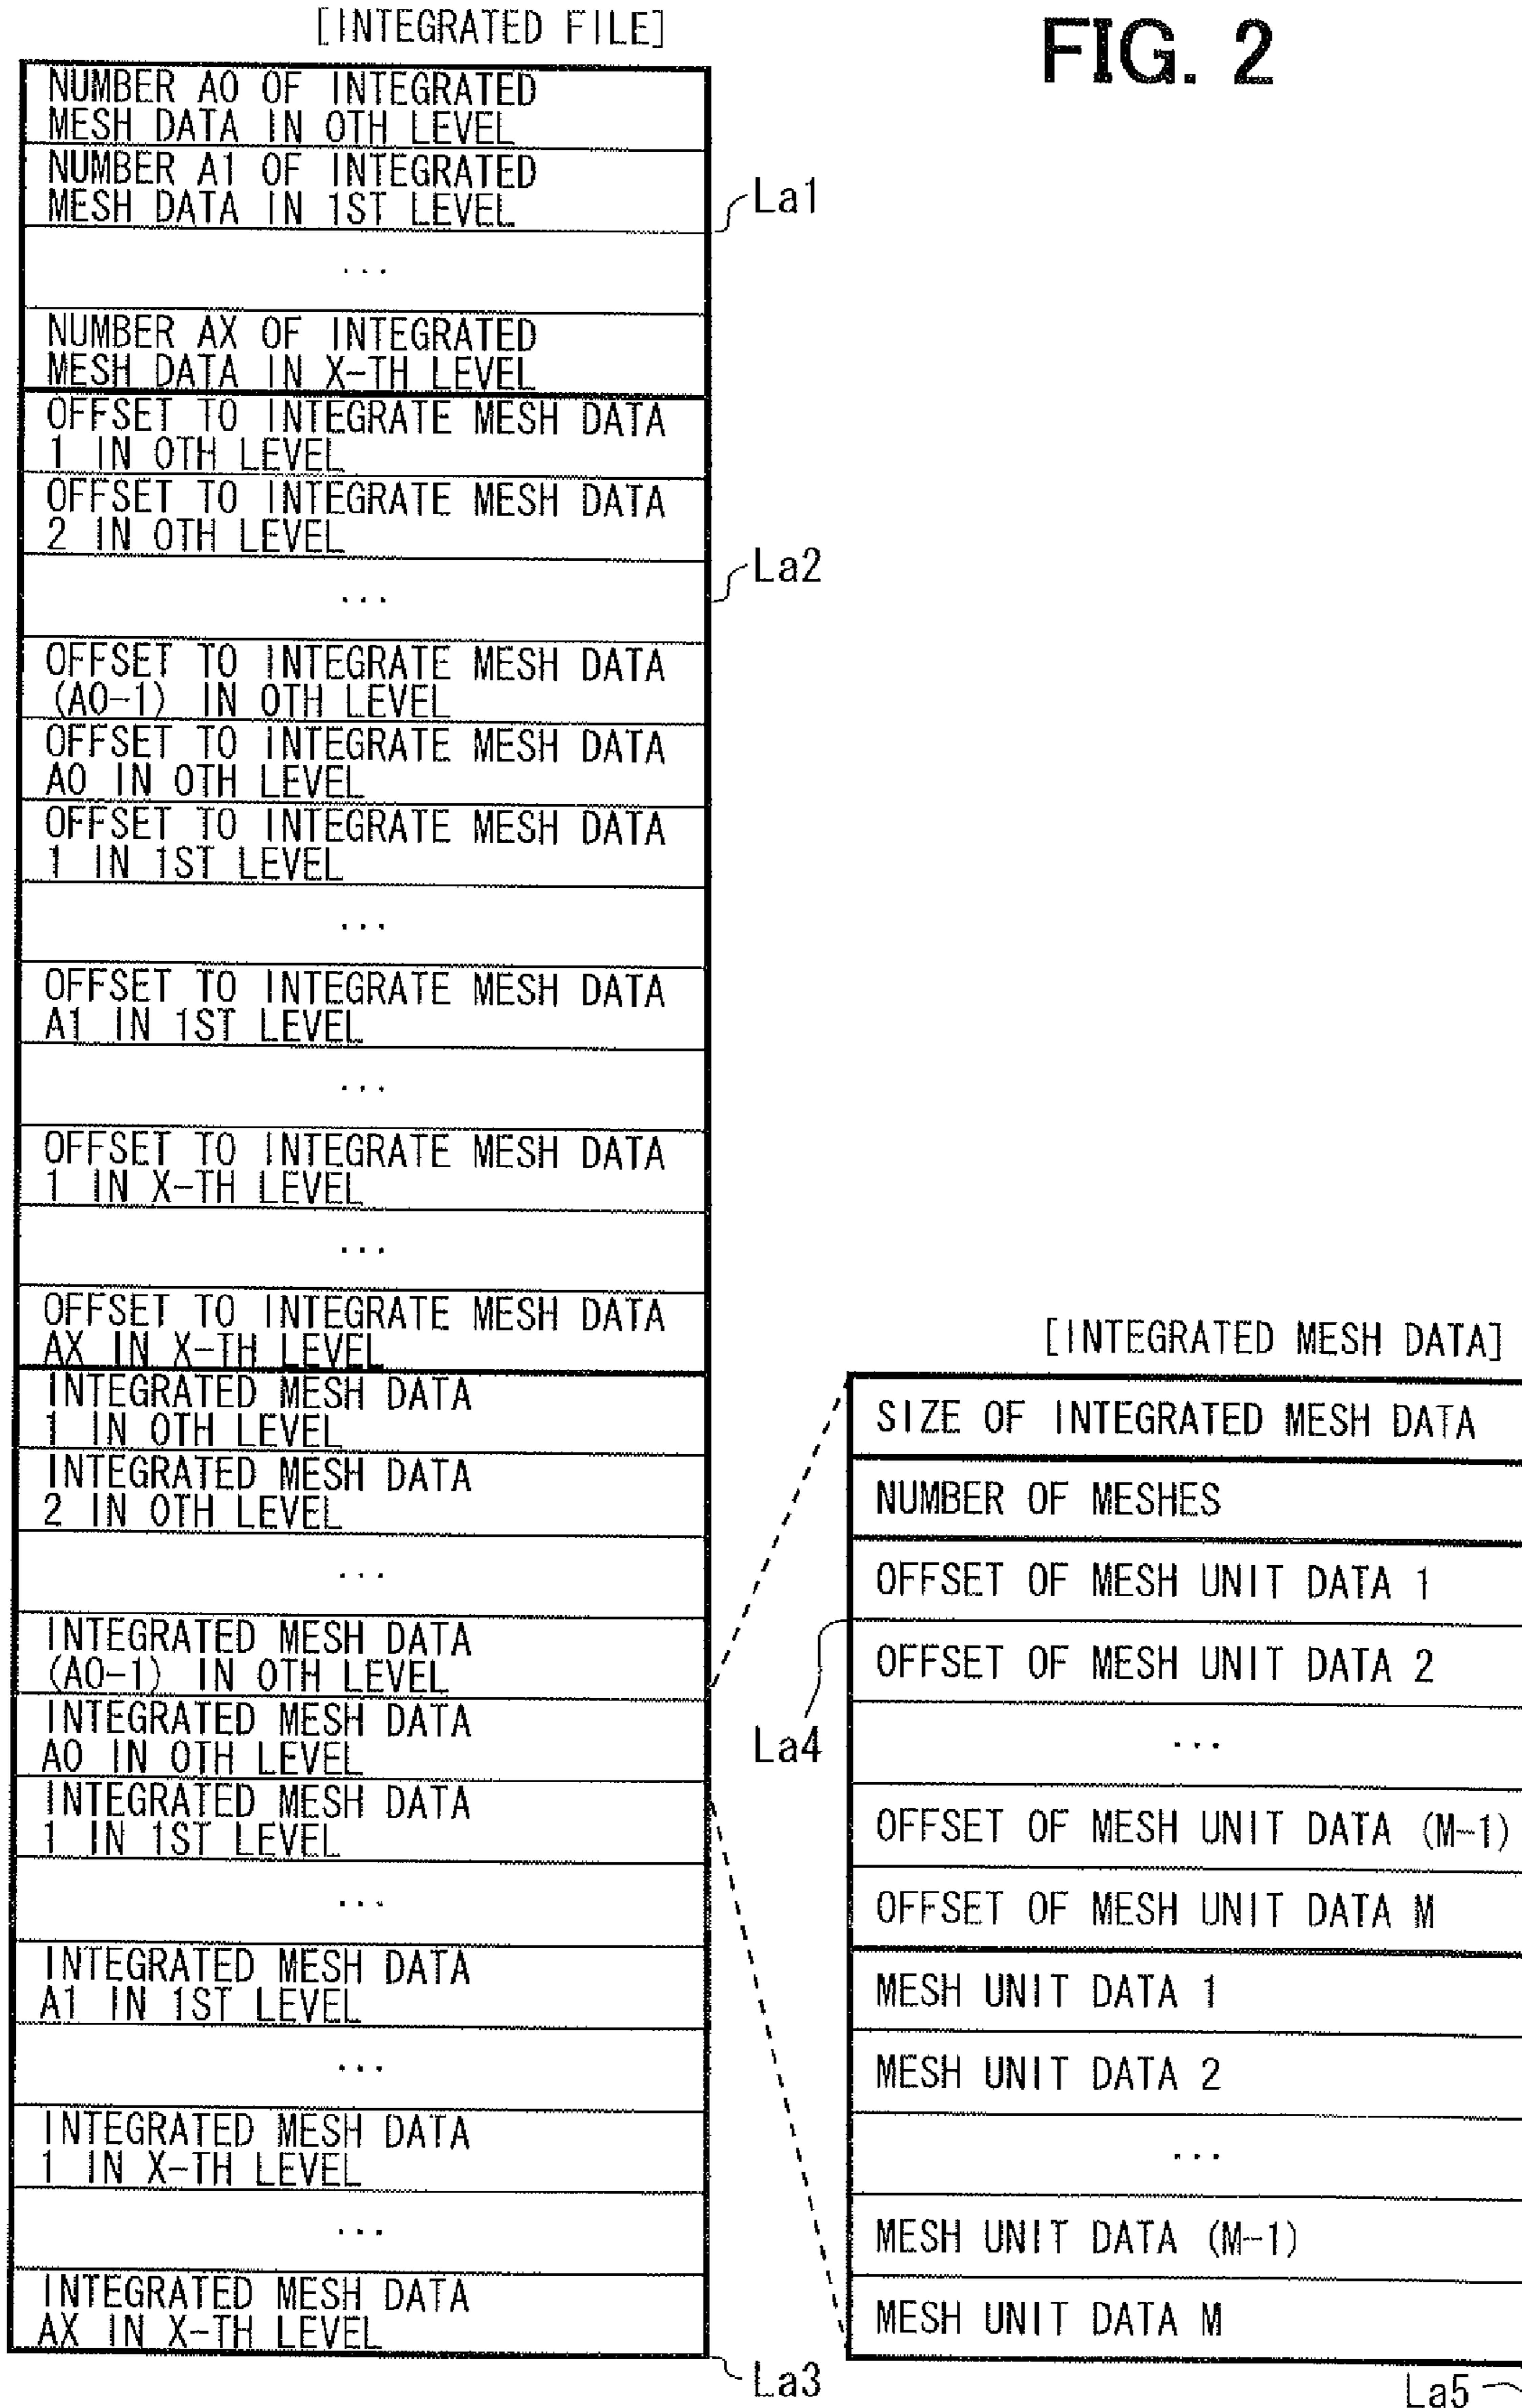 [INTEGRATED FILE]
FIG. 2
NUMBER A0 OF INTEGRATED
MESH DATA IN 0TH LEVEL
NUMBER A1 OF INTEGRATED
MESH DATA IN 1ST LEVEL
La1
...
NUMBER AX OF INTEGRATED
MESH DATA IN X-TH LEVEL
OFFSET TO INTEGRATE MESH DATA
1 IN 0TH LEVEL
OFFSET TO INTEGRATE MESH DATA
2 IN 0TH LEVEL
La2
...
OFFSET TO INTEGRATE MESH DATA
(A0-1) IN 0TH LEVEL
OFFSET TO INTEGRATE MESH DATA
A0 IN 0TH LEVEL
OFFSET TO INTEGRATE MESH DATA
1 IN 1ST LEVEL
...
OFFSET TO INTEGRATE MESH DATA
A1 IN 1ST LEVEL
...
OFFSET TO INTEGRATE MESH DATA
1 IN X-TH LEVEL
...
OFFSET TO INTEGRATE MESH DATA
AX IN X-TH LEVEL
INTEGRATED MESH DATA
1 IN 0TH LEVEL
INTEGRATED MESH DATA
2 IN 0TH LEVEL
...
INTEGRATED MESH DATA
(A0-1) IN 0TH LEVEL
INTEGRATED MESH DATA
A0 IN 0TH LEVEL
INTEGRATED MESH DATA
1 IN 1ST LEVEL
...
INTEGRATED MESH DATA
A1 IN 1ST LEVEL
...
INTEGRATED MESH DATA
1 IN X-TH LEVEL
...
INTEGRATED MESH DATA
AX IN X-TH LEVEL
La3
[INTEGRATED MESH DATA]
SIZE OF INTEGRATED MESH DATA
NUMBER OF MESHES
OFFSET OF MESH UNIT DATA 1
OFFSET OF MESH UNIT DATA 2
La4
...
OFFSET OF MESH UNIT DATA (M-1)
OFFSET OF MESH UNIT DATA M
MESH UNIT DATA 1
MESH UNIT DATA 2
...
MESH UNIT DATA (M-1)
MESH UNIT DATA M
La5